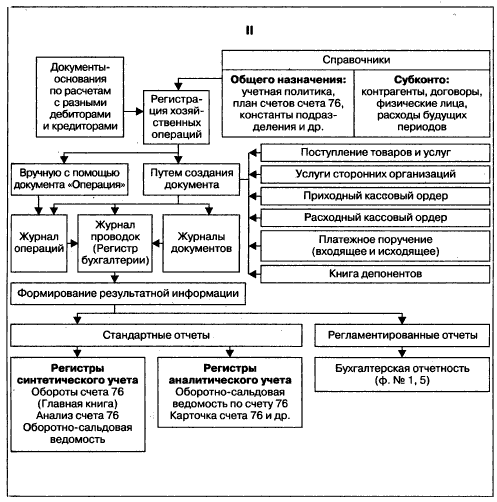 II
Документы-
основания
по расчетам
с разными
дебиторами
и кредиторами
Регистра-
ция хозяй-
ственных
операций
Справочники
Общего назначения:
учетная политика,
план счетов счета 76,
константы подраз-
деления и др.
Субконто:
контрагенты, договоры,
физические лица,
расходы будущих
периодов
Вручную с помощью
документа «Операция»
Путем создания
документа
Поступление товаров и услуг
Услуги сторонних организаций
Приходный кассовый ордер
Расходный кассовый ордер
Платежное поручение
(входящее и исходящее)
Книга депонентов
Журнал
операций
Журнал
проводок
(Регистр
бухгалтерии)
Журналы
документов
Формирование результатной информации
Стандартные отчеты
Регламентированные отчеты
Регистры
синтетического учета
Обороты счета 76
(Главная книга)
Анализ счета 76
Оборотно-сальдовая
ведомость
Регистры
аналитического учета
Оборотно-сальдовая
ведомость по счету 76
Карточка счета 76 и др.
Бухгалтерская отчетность
(ф. № 1, 5)